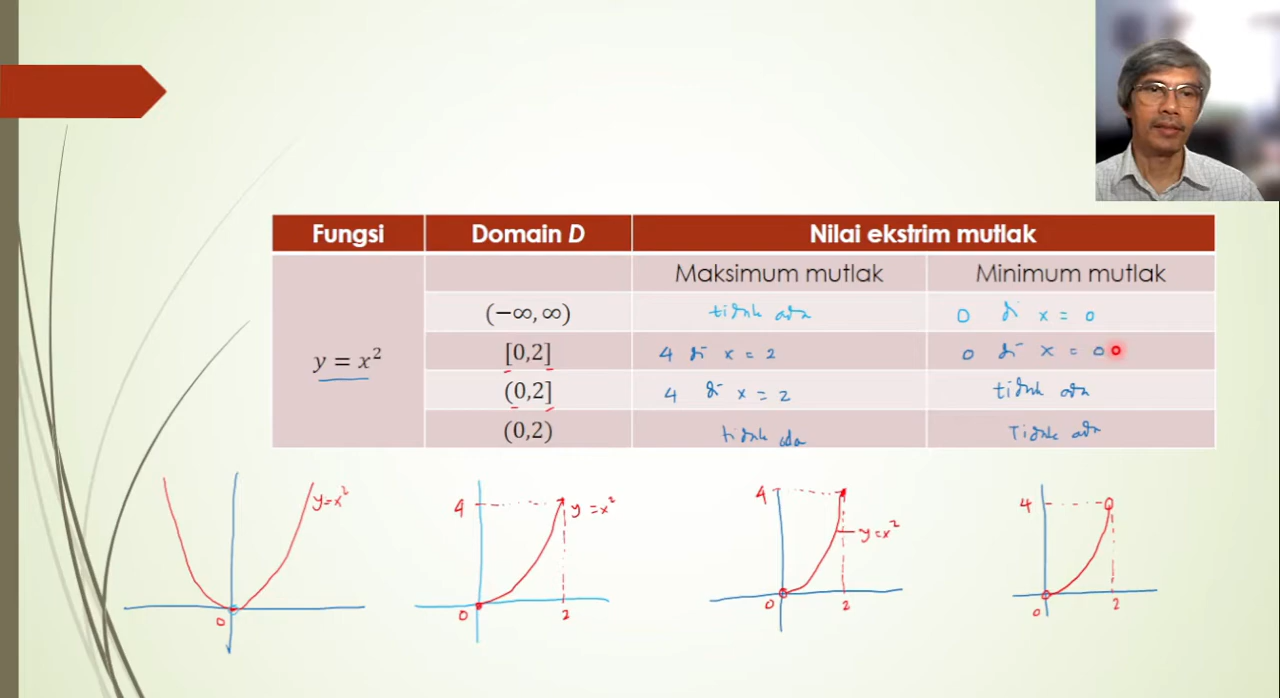 Fungsi Domain D Nilai ekstrim mutlak
Maksimum mutlak Minimum mutlak
(−∞, ∞) tidak ada 0 di x = 0
y = x² [0,2] 4 di x = 2 0 di x = 0
(0,2] 4 di x = 2 tidak ada
(0,2) tidak ada Tidak ada
y=x²
0
4 y=x²
0 2
4
y=x²
0 2
4
0 2